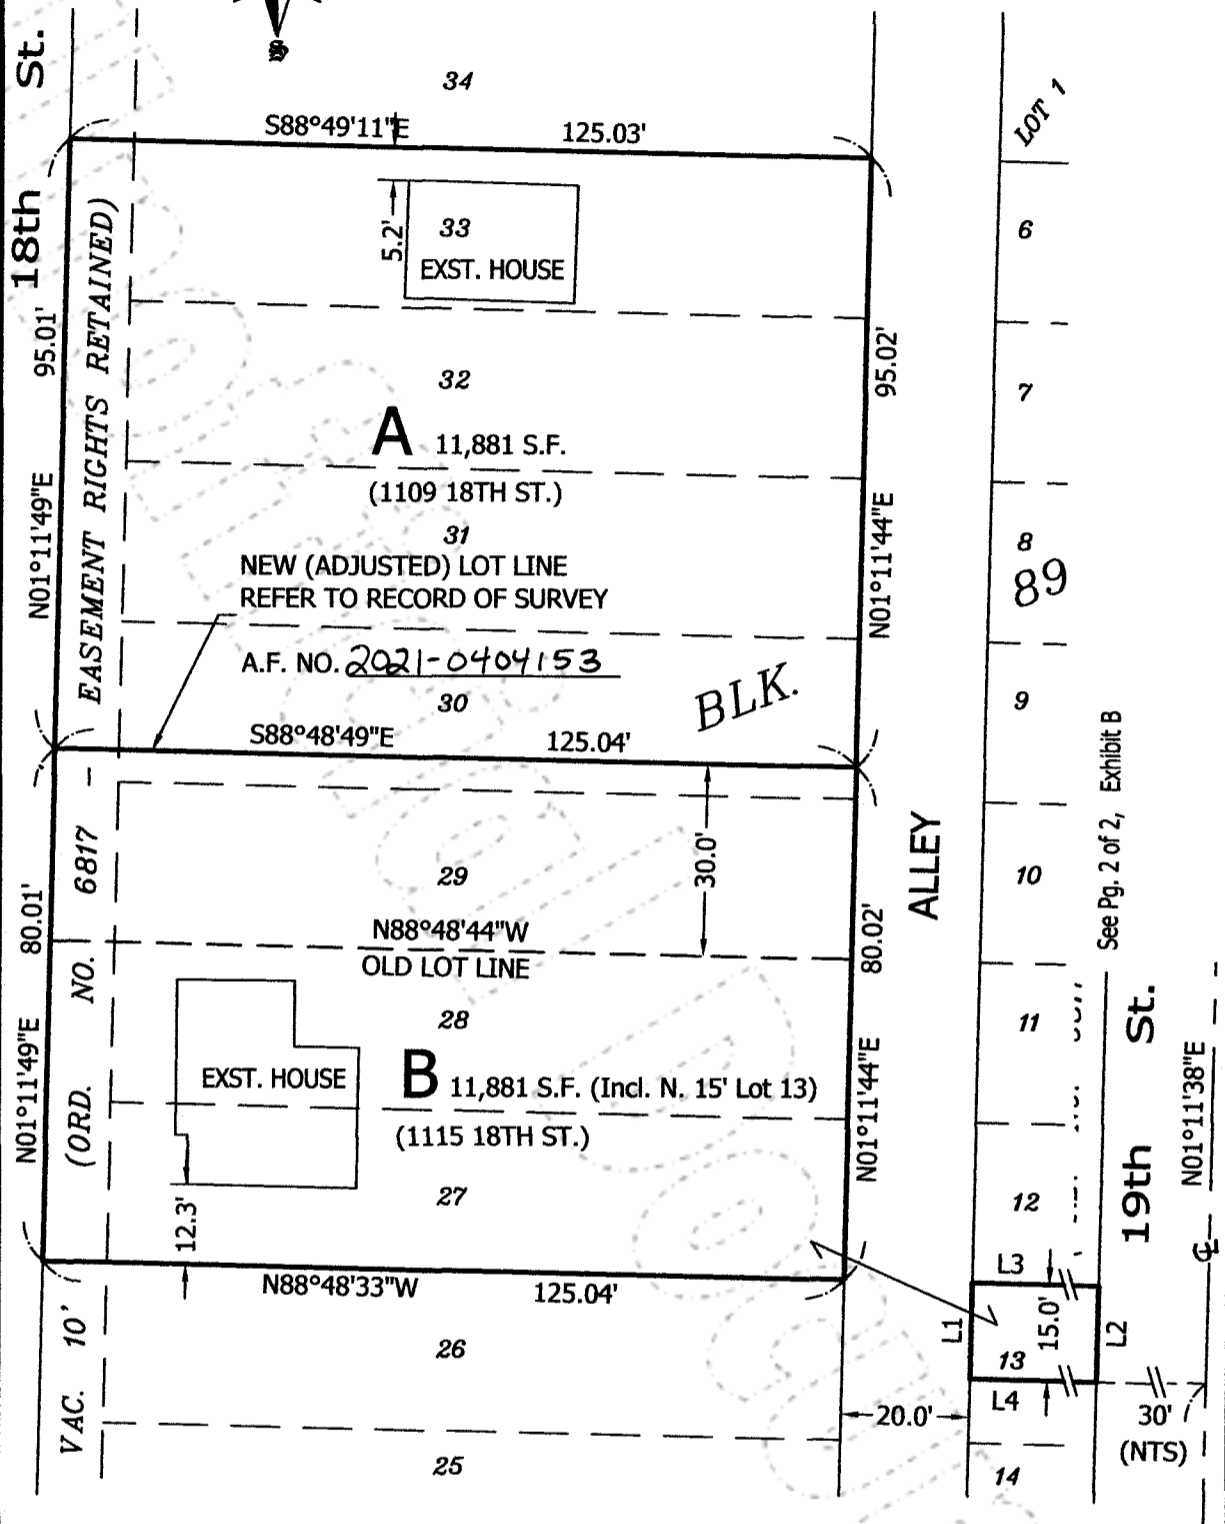 S
18th St.
34
S88°49'11"E 125.03'
LOT 1
5.2'
33
EXST. HOUSE
6
95.01'
95.02'
EASEMENT RIGHTS RETAINED)
32
7
A 11,881 S.F.
(1109 18TH ST.)
N01°11'49"E
N01°11'44"E
31
8
89
NEW (ADJUSTED) LOT LINE
REFER TO RECORD OF SURVEY
A.F. NO. 2021-0404153
30
BLK.
9
S88°48'49"E 125.04'
See Pg. 2 of 2, Exhibit B
ALLEY
30.0'
29
10
80.01'
80.02'
(ORD. NO. 6817 -
N88°48'44"W
OLD LOT LINE
28
11
19th St.
N01°11'38"E
EXST. HOUSE
B 11,881 S.F. (Incl. N. 15' Lot 13)
(1115 18TH ST.)
N01°11'49"E
N01°11'44"E
27
12
12.3'
N88°48'33"W 125.04'
L3
L1
15.0'
L2
13
L4
VAC. 10'
26
20.0'
30'
(NTS)
25
14